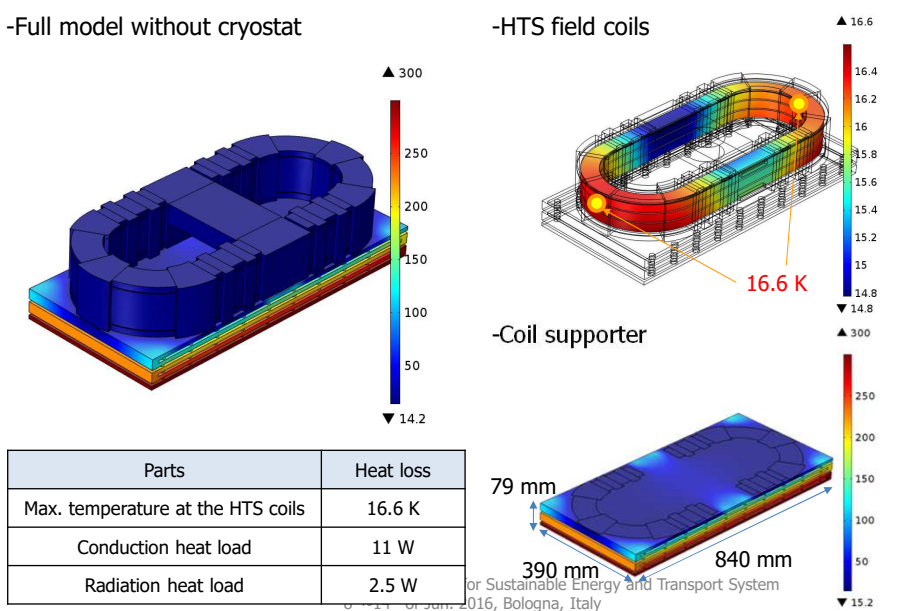 -Full model without cryostat
300
250
200
150
100
50
14.2
-HTS field coils
16.6
16.4
16.2
16
15.8
15.6
15.4
15.2
15
14.8
14.8
16.6 K
-Coil supporter
300
250
200
150
100
50
15.2
79 mm
390 mm
840 mm
Parts Heat loss
Max. temperature at the HTS coils 16.6 K
Conduction heat load 11 W
Radiation heat load 2.5 W
for Sustainable Energy and Transport System
of Jun. 2016, Bologna, Italy